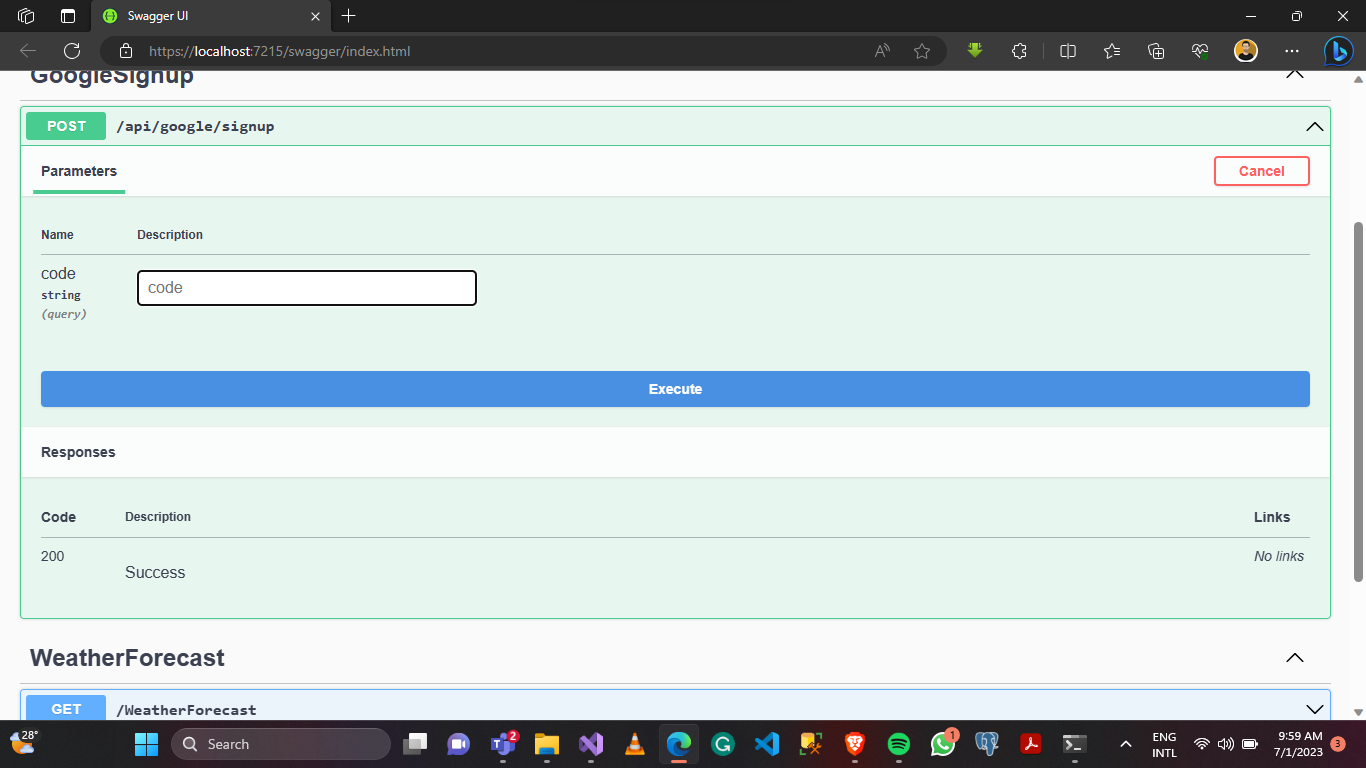 Swagger UI
https://localhost:7215/swagger/index.html
GoogleSignup
POST /api/google/signup
Parameters Cancel
Name Description
code code
string
(query)
Execute
Responses
Code Description Links
200 Success No links
WeatherForecast
GET /WeatherForecast
28° Search 2 1 ENG INTL 9:59 AM 7/1/2023 3